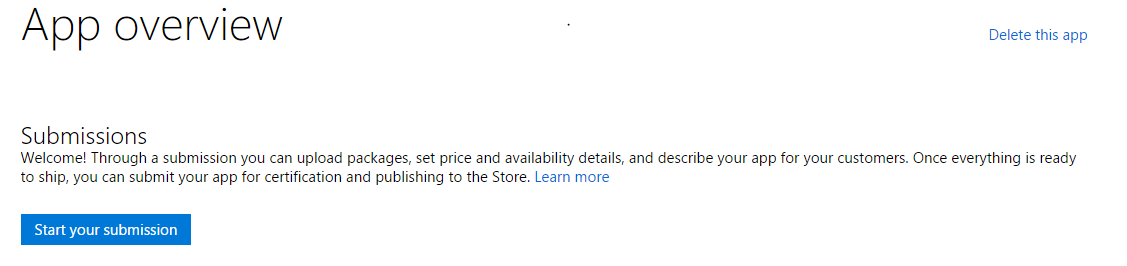 App overview
Delete this app
Submissions
Welcome! Through a submission you can upload packages, set price and availability details, and describe your app for your customers. Once everything is ready
to ship, you can submit your app for certification and publishing to the Store. Learn more
Start your submission